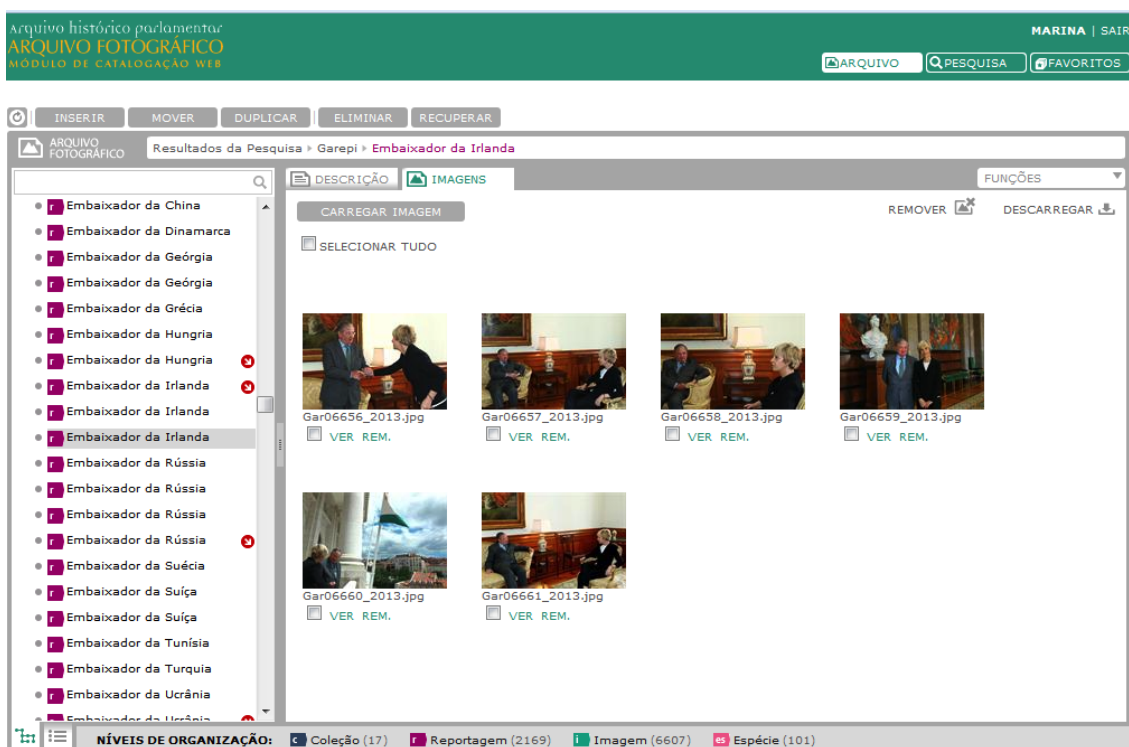 Arquivo histórico parlamentar
ARQUIVO FOTOGRÁFICO
MÓDULO DE CATALOGAÇÃO WEB
MARINA | SAIR
ARQUIVO PESQUISA FAVORITOS
INSERIR MOVER DUPLICAR ELIMINAR RECUPERAR
ARQUIVO FOTOGRÁFICO
Resultados da Pesquisa Garepi Embaixador da Irlanda
DESCRIÇÃO IMAGENS FUNÇÕES
CARREGAR IMAGEM REMOVER DESCARREGAR
SELECIONAR TUDO
r Embaixador da China
r Embaixador da Dinamarca
r Embaixador da Geórgia
r Embaixador da Geórgia
r Embaixador da Grécia
r Embaixador da Hungria
r Embaixador da Hungria
r Embaixador da Irlanda
r Embaixador da Irlanda
r Embaixador da Irlanda
r Embaixador da Rússia
r Embaixador da Rússia
r Embaixador da Rússia
r Embaixador da Rússia
r Embaixador da Suécia
r Embaixador da Suíça
r Embaixador da Suíça
r Embaixador da Tunísia
r Embaixador da Turquia
r Embaixador da Ucrânia
r Embaixador da Ucrânia
Gar06656_2013.jpg Gar06657_2013.jpg Gar06658_2013.jpg Gar06659_2013.jpg
VER REM. VER REM. VER REM. VER REM.
Gar06660_2013.jpg Gar06661_2013.jpg
VER REM. VER REM.
NÍVEIS DE ORGANIZAÇÃO: c Coleção (17) r Reportagem (2169) i Imagem (6607) es Espécie (101)